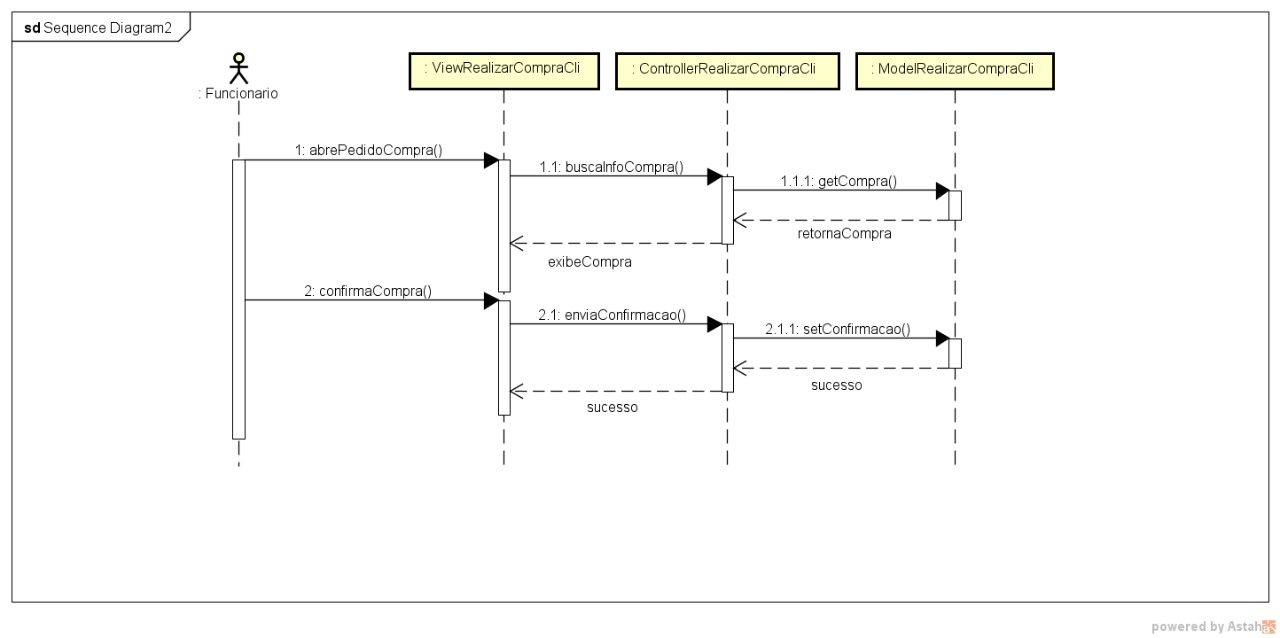 sd Sequence Diagram2
: Funcionario
: ViewRealizarCompraCli
: ControllerRealizarCompraCli
: ModelRealizarCompraCli
1: abrePedidoCompra()
1.1: buscaInfoCompra()
1.1.1: getCompra()
retornaCompra
exibeCompra
2: confirmaCompra()
2.1: enviaConfirmacao()
2.1.1: setConfirmacao()
sucesso
sucesso
powered by Astah